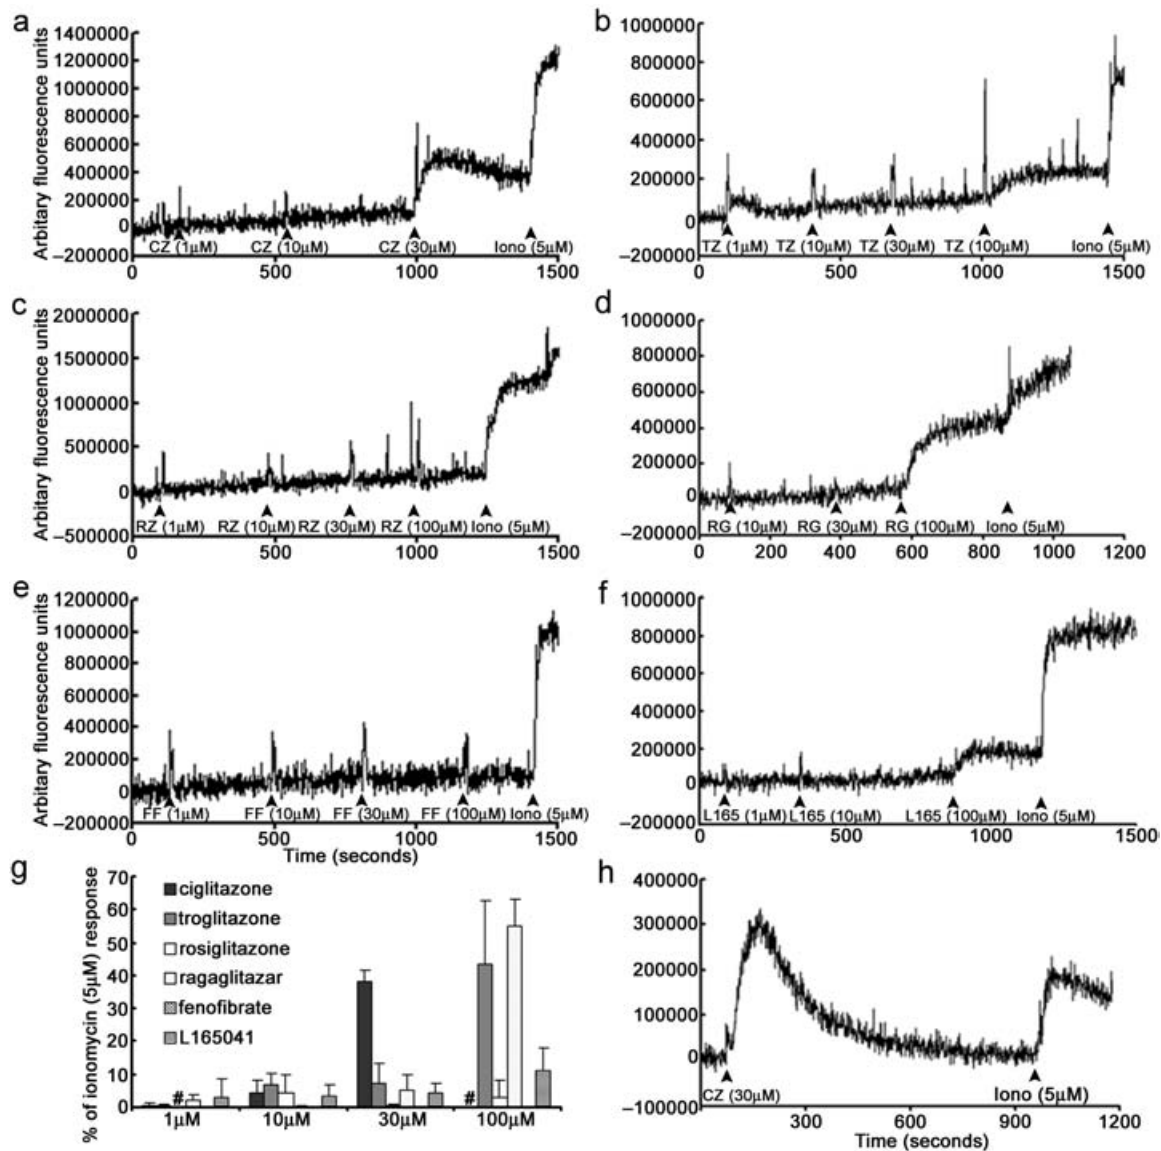 a
Arbitary fluorescence units
1400000
1200000
1000000
800000
600000
400000
200000
0
−200000
CZ (1µM)
CZ (10µM)
CZ (30µM)
Iono (5µM)
0
500
1000
1500
b
1000000
800000
600000
400000
200000
0
−200000
TZ (1µM)
TZ (10µM)
TZ (30µM)
TZ (100µM)
Iono (5µM)
0
500
1000
1500
c
Arbitary fluorescence units
2000000
1500000
1000000
500000
0
−500000
RZ (1µM)
RZ (10µM)
RZ (30µM)
RZ (100µM)
Iono (5µM)
0
500
1000
1500
d
1000000
800000
600000
400000
200000
0
−200000
RG (10µM)
RG (30µM)
RG (100µM)
Iono (5µM)
0
200
400
600
800
1000
1200
e
Arbitary fluorescence units
1200000
1000000
800000
600000
400000
200000
0
−200000
FF (1µM)
FF (10µM)
FF (30µM)
FF (100µM)
Iono (5µM)
0
500
1000
1500
Time (seconds)
f
1000000
800000
600000
400000
200000
0
−200000
L165 (1µM)
L165 (10µM)
L165 (100µM)
Iono (5µM)
0
500
1000
1500
g
% of ionomycin (5µM) response
70
60
50
40
30
20
10
0
ciglitazone
troglitazone
rosiglitazone
ragaglitazar
fenofibrate
L165041
#
#
1µM
10µM
30µM
100µM
h
400000
300000
200000
100000
0
−100000
CZ (30µM)
Iono (5µM)
0
300
600
900
1200
Time (seconds)